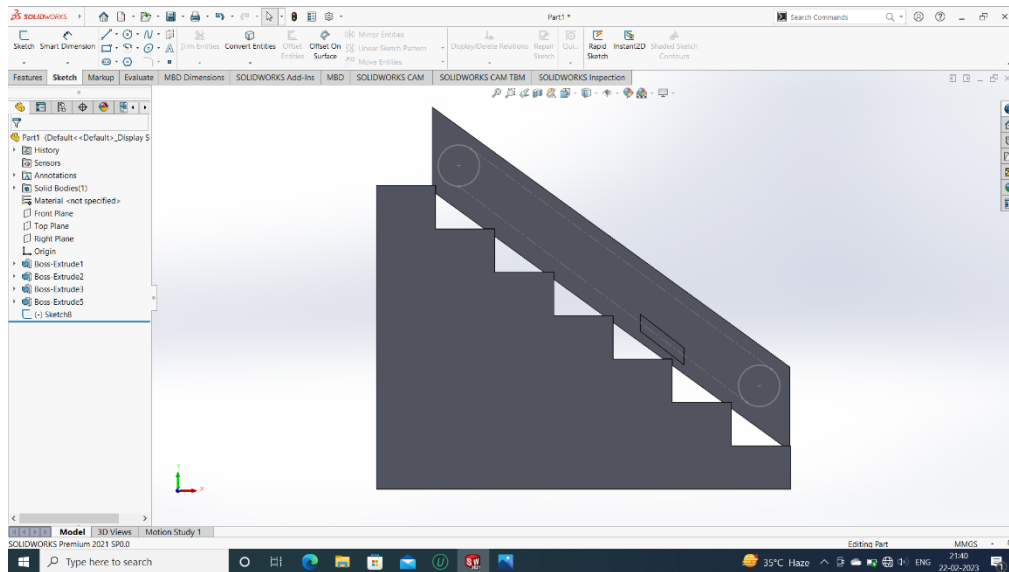 SOLIDWORKS
Part1 *
Search Commands
Sketch
Smart Dimension
Trim Entities
Convert Entities
Offset Entities
Offset On Surface
Mirror Entities
Linear Sketch Pattern
Move Entities
Display/Delete Relations
Repair Sketch
Qui...
Rapid Sketch
Instant2D
Shaded Sketch Contours
Features Sketch Markup Evaluate MBD Dimensions SOLIDWORKS Add-Ins MBD SOLIDWORKS CAM SOLIDWORKS CAM TBM SOLIDWORKS Inspection
Part1 (Default<<Default>_Display S
History
Sensors
Annotations
Solid Bodies(1)
Material <not specified>
Front Plane
Top Plane
Right Plane
Origin
Boss-Extrude1
Boss-Extrude2
Boss-Extrude3
Boss-Extrude5
(-) Sketch8
Y
X
Model 3D Views Motion Study 1
SOLIDWORKS Premium 2021 SP0.0
Editing Part
MMGS
Type here to search
35°C Haze
ENG
21:40
22-02-2023